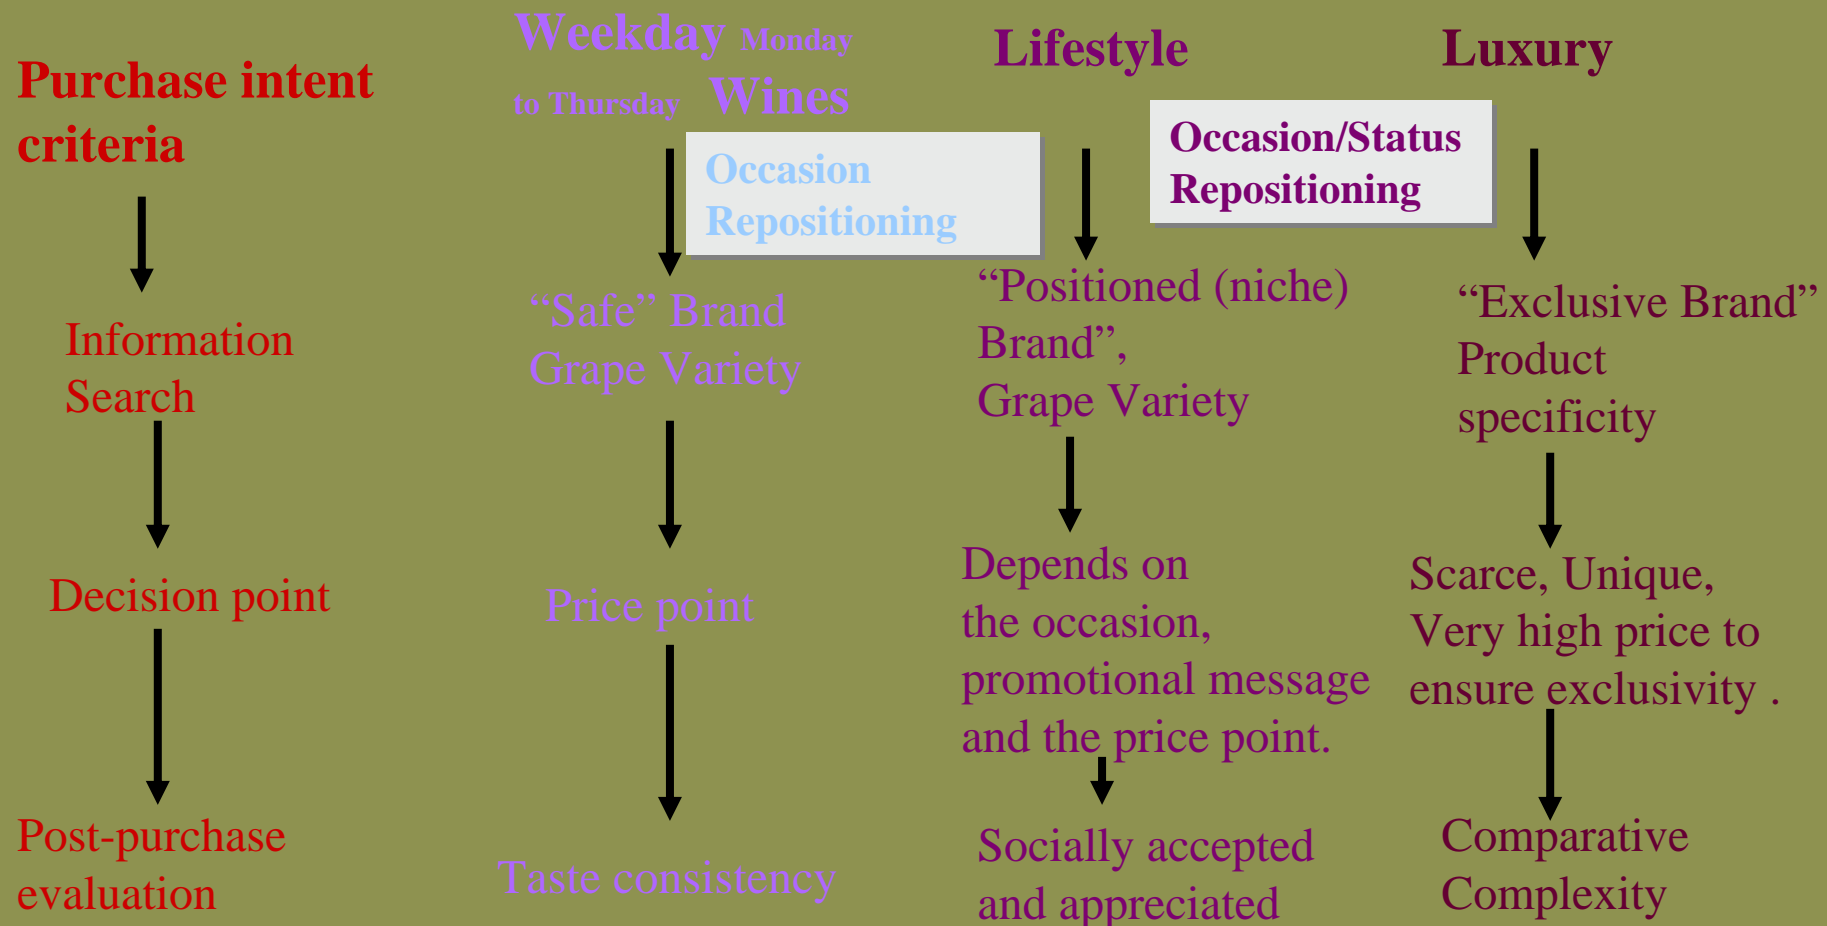 Purchase intent
criteria
Information
Search
Decision point
Post-purchase
evaluation
Weekday Monday
to Thursday Wines
Occasion
Repositioning
“Safe” Brand
Grape Variety
Price point
Taste consistency
Lifestyle
Occasion/Status
Repositioning
“Positioned (niche)
Brand”,
Grape Variety
Depends on
the occasion,
promotional message
and the price point.
Socially accepted
and appreciated
Luxury
“Exclusive Brand”
Product
specificity
Scarce, Unique,
Very high price to
ensure exclusivity .
Comparative
Complexity